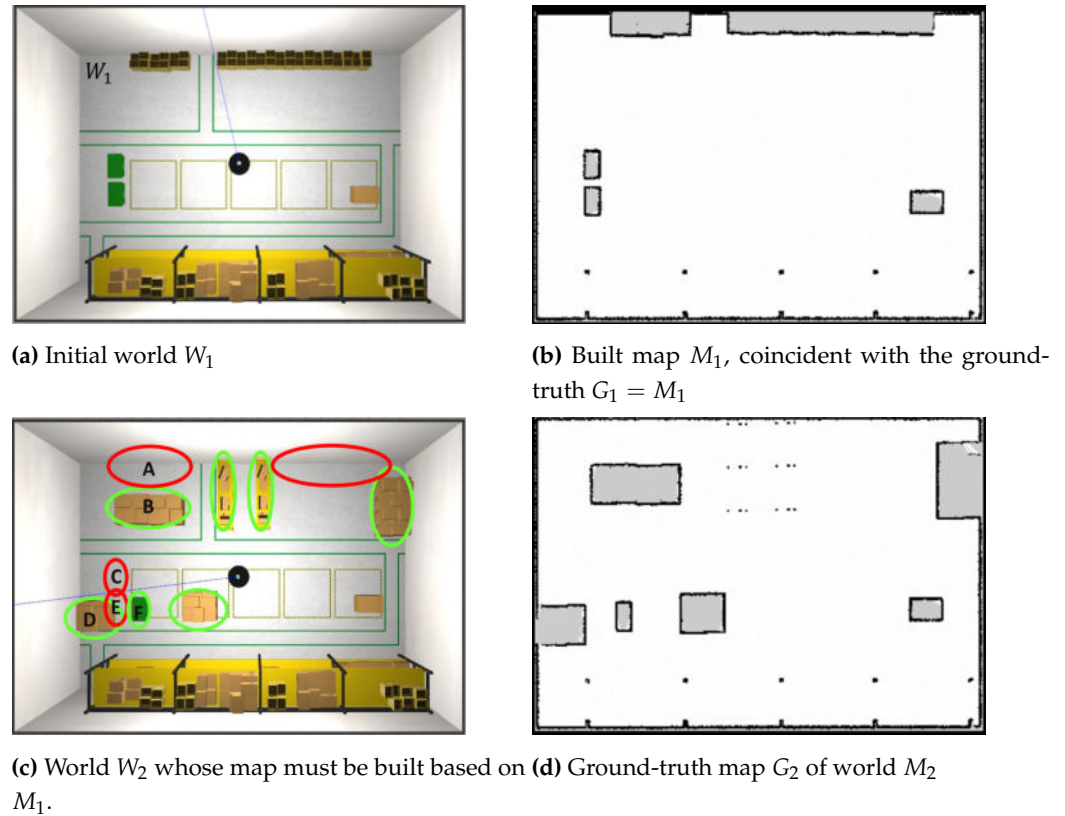 W₁
(a) Initial world W₁
(b) Built map M₁, coincident with the ground-
truth G₁ = M₁
A
B
C
D
E
F
(c) World W₂ whose map must be built based on
M₁.
(d) Ground-truth map G₂ of world M₂